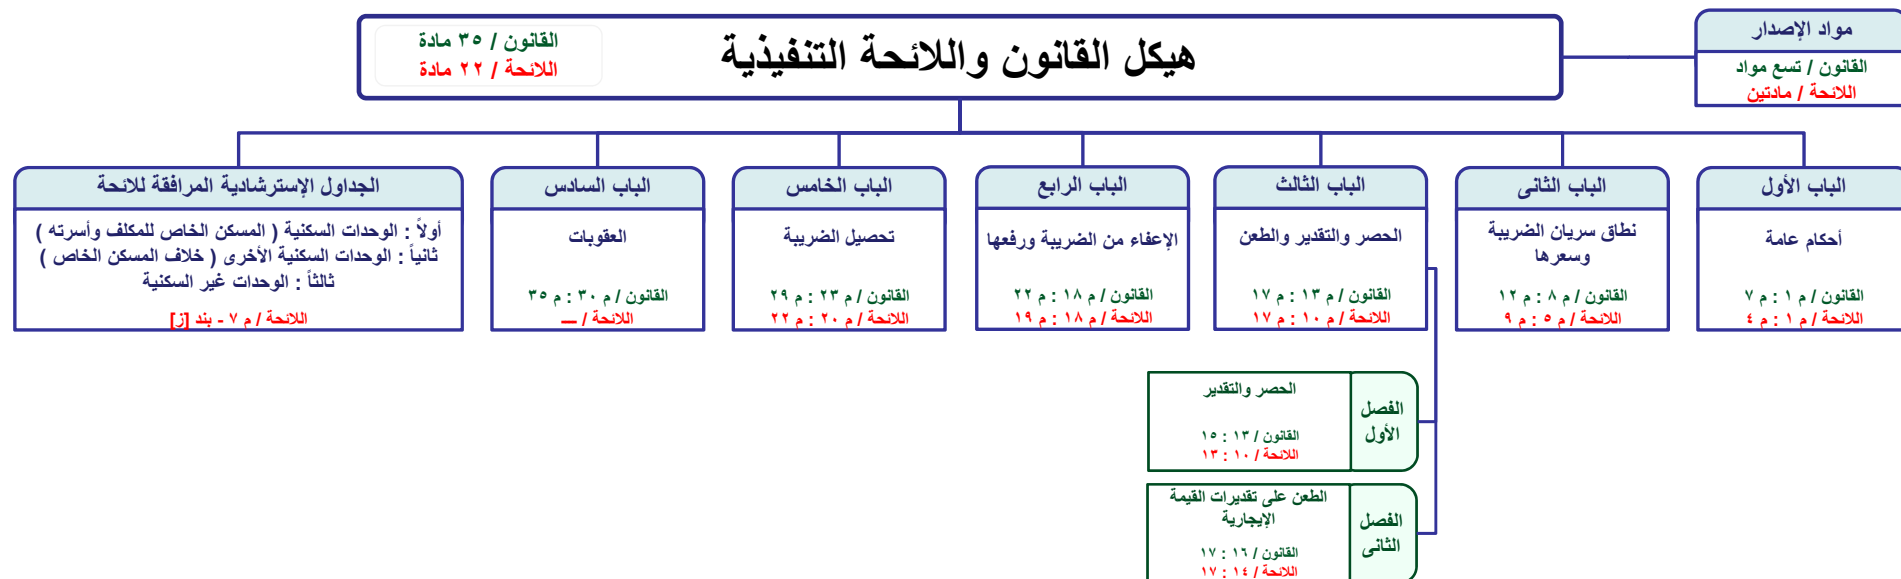 هيكل القانون واللائحة التنفيذية
القانون / ٣٥ مادة
اللائحة / ٢٢ مادة
مواد الإصدار
القانون / تسع مواد
اللائحة / مادتين
الباب الأول
أحكام عامة
القانون / م ١ : م ٧
اللائحة / م ١ : م ٤
الباب الثانى
نطاق سريان الضريبة
وسعرها
القانون / م ٨ : م ١٢
اللائحة / م ٥ : م ٩
الباب الثالث
الحصر والتقدير والطعن
القانون / م ١٣ : م ١٧
اللائحة / م ١٠ : م ١٧
الباب الرابع
الإعفاء من الضريبة ورفعها
القانون / م ١٨ : م ٢٢
اللائحة / م ١٨ : م ١٩
الباب الخامس
تحصيل الضريبة
القانون / م ٢٣ : م ٢٩
اللائحة / م ٢٠ : م ٢٢
الباب السادس
العقوبات
القانون / م ٣٠ : م ٣٥
اللائحة / __
الجداول الإسترشادية المرافقة للائحة
أولاً : الوحدات السكنية ( المسكن الخاص للمكلف وأسرته )
ثانياً : الوحدات السكنية الأخرى ( خلاف المسكن الخاص )
ثالثاً : الوحدات غير السكنية
اللائحة / م ٧ - بند [ز]
الفصل
الأول
الحصر والتقدير
القانون / ١٣ : ١٥
اللائحة / ١٠ : ١٣
الفصل
الثانى
الطعن على تقديرات القيمة
الإيجارية
القانون / ١٦ : ١٧
اللائحة / ١٤ : ١٧